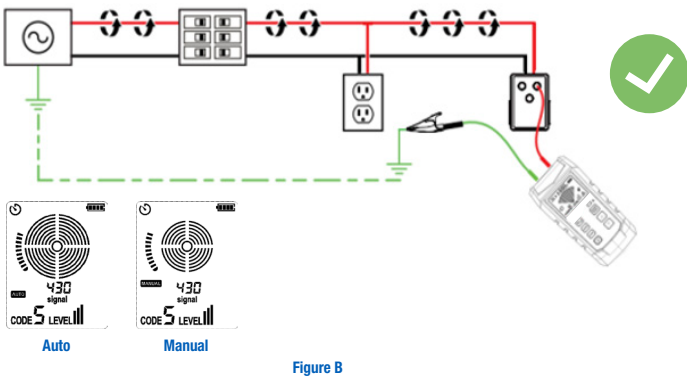 AUTO
430
signal
CODE 5 LEVEL
Auto
MANUAL
430
signal
CODE 5 LEVEL
Manual
Figure B